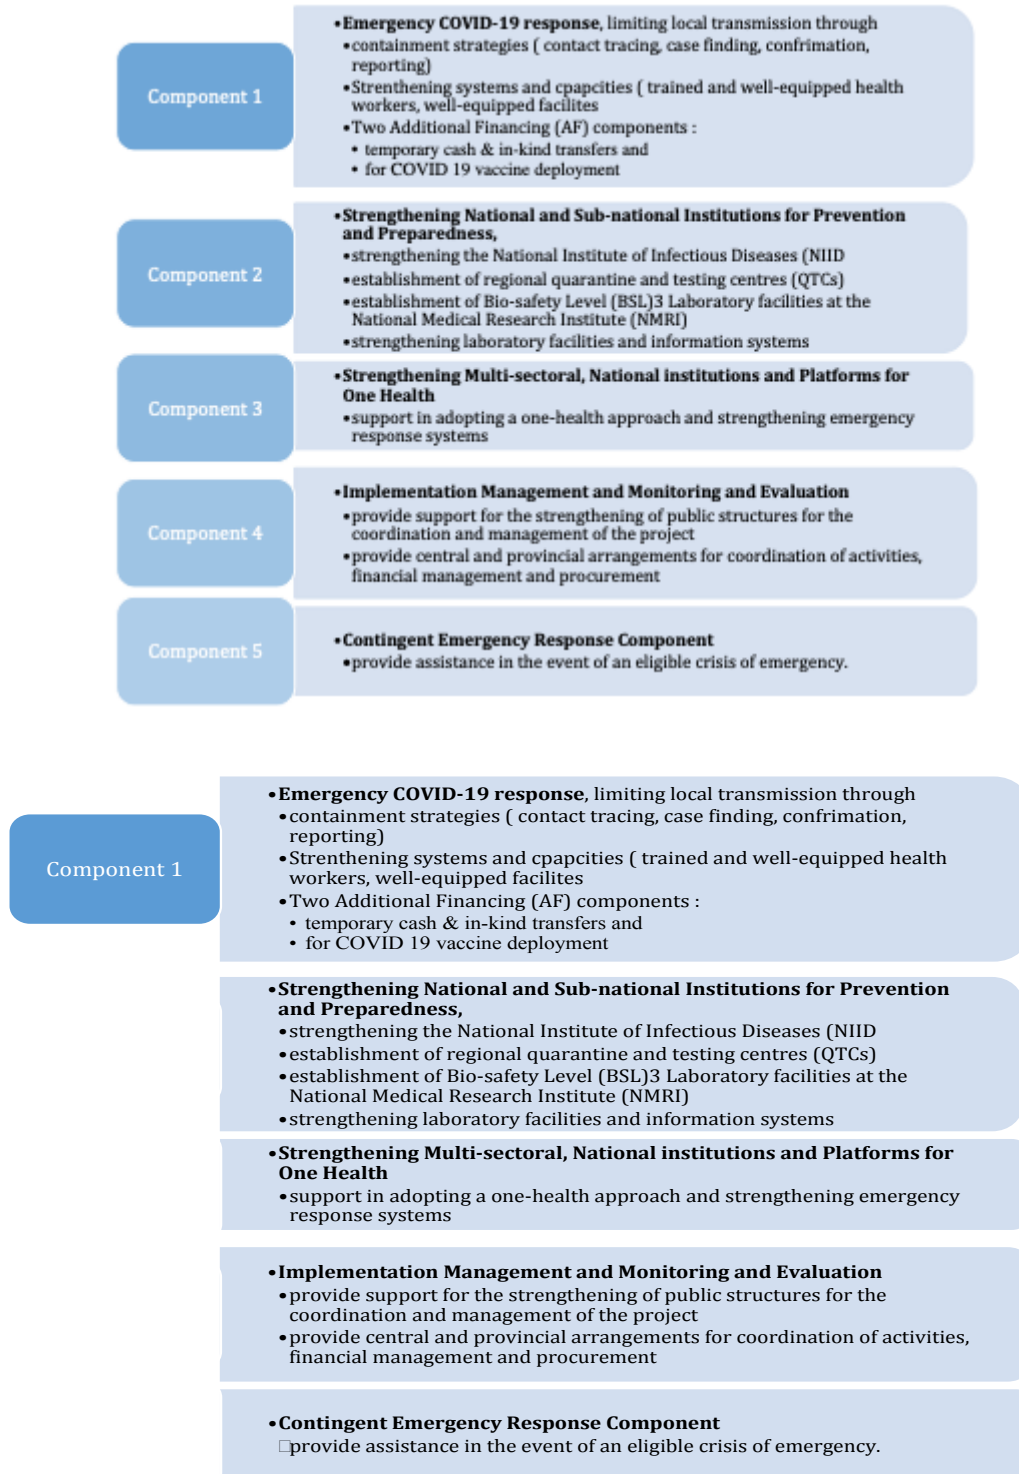 Component 1
•Emergency COVID-19 response, limiting local transmission through
•containment strategies ( contact tracing, case finding, confrimation,
reporting)
•Strenthening systems and cpapcities ( trained and well-equipped health
workers, well-equipped facilites
•Two Additional Financing (AF) components :
• temporary cash & in-kind transfers and
• for COVID 19 vaccine deployment
Component 2
•Strengthening National and Sub-national Institutions for Prevention
and Preparedness,
•strengthening the National Institute of Infectious Diseases (NIID
•establishment of regional quarantine and testing centres (QTCs)
•establishment of Bio-safety Level (BSL)3 Laboratory facilities at the
National Medical Research Institute (NMRI)
•strengthening laboratory facilities and information systems
Component 3
•Strengthening Multi-sectoral, National institutions and Platforms for
One Health
•support in adopting a one-health approach and strengthening emergency
response systems
Component 4
•Implementation Management and Monitoring and Evaluation
•provide support for the strengthening of public structures for the
coordination and management of the project
•provide central and provincial arrangements for coordination of activities,
financial management and procurement
Component 5
•Contingent Emergency Response Component
•provide assistance in the event of an eligible crisis of emergency.
Component 1
•Emergency COVID-19 response, limiting local transmission through
•containment strategies ( contact tracing, case finding, confrimation,
reporting)
•Strenthening systems and cpapcities ( trained and well-equipped health
workers, well-equipped facilites
•Two Additional Financing (AF) components :
• temporary cash & in-kind transfers and
• for COVID 19 vaccine deployment
•Strengthening National and Sub-national Institutions for Prevention
and Preparedness,
•strengthening the National Institute of Infectious Diseases (NIID
•establishment of regional quarantine and testing centres (QTCs)
•establishment of Bio-safety Level (BSL)3 Laboratory facilities at the
National Medical Research Institute (NMRI)
•strengthening laboratory facilities and information systems
•Strengthening Multi-sectoral, National institutions and Platforms for
One Health
•support in adopting a one-health approach and strengthening emergency
response systems
•Implementation Management and Monitoring and Evaluation
•provide support for the strengthening of public structures for the
coordination and management of the project
•provide central and provincial arrangements for coordination of activities,
financial management and procurement
•Contingent Emergency Response Component
□provide assistance in the event of an eligible crisis of emergency.